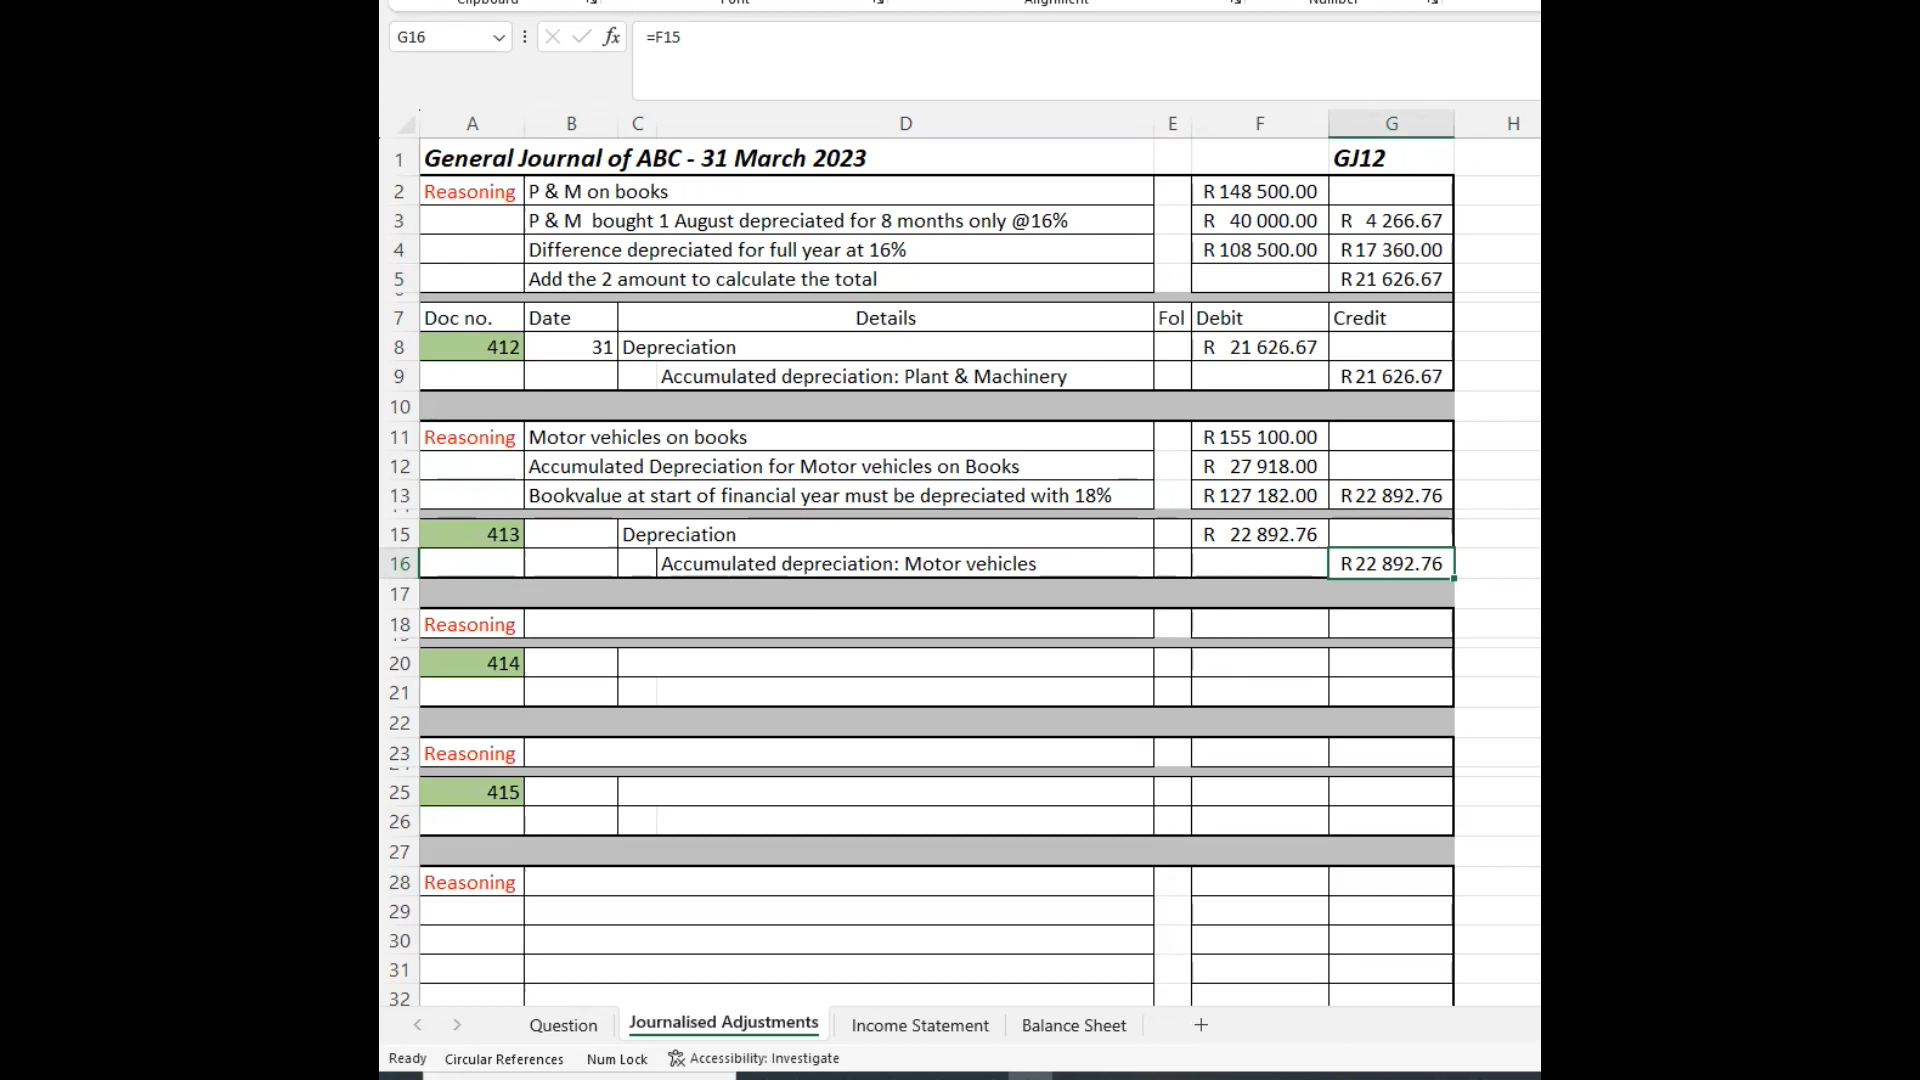 Clipboard Font Alignment Number
G16 fx =F15
A B C D E F G H
1 General Journal of ABC - 31 March 2023 GJ12
2 Reasoning P & M on books R 148 500.00
3 P & M bought 1 August depreciated for 8 months only @16% R 40 000.00 R 4 266.67
4 Difference depreciated for full year at 16% R 108 500.00 R 17 360.00
5 Add the 2 amount to calculate the total R 21 626.67
7 Doc no. Date Details Fol Debit Credit
8 412 31 Depreciation R 21 626.67
9 Accumulated depreciation: Plant & Machinery R 21 626.67
10
11 Reasoning Motor vehicles on books R 155 100.00
12 Accumulated Depreciation for Motor vehicles on Books R 27 918.00
13 Bookvalue at start of financial year must be depreciated with 18% R 127 182.00 R 22 892.76
15 413 Depreciation R 22 892.76
16 Accumulated depreciation: Motor vehicles R 22 892.76
17
18 Reasoning
20 414
21
22
23 Reasoning
25 415
26
27
28 Reasoning
29
30
31
32
Question Journalised Adjustments Income Statement Balance Sheet +
Ready Circular References Num Lock Accessibility: Investigate